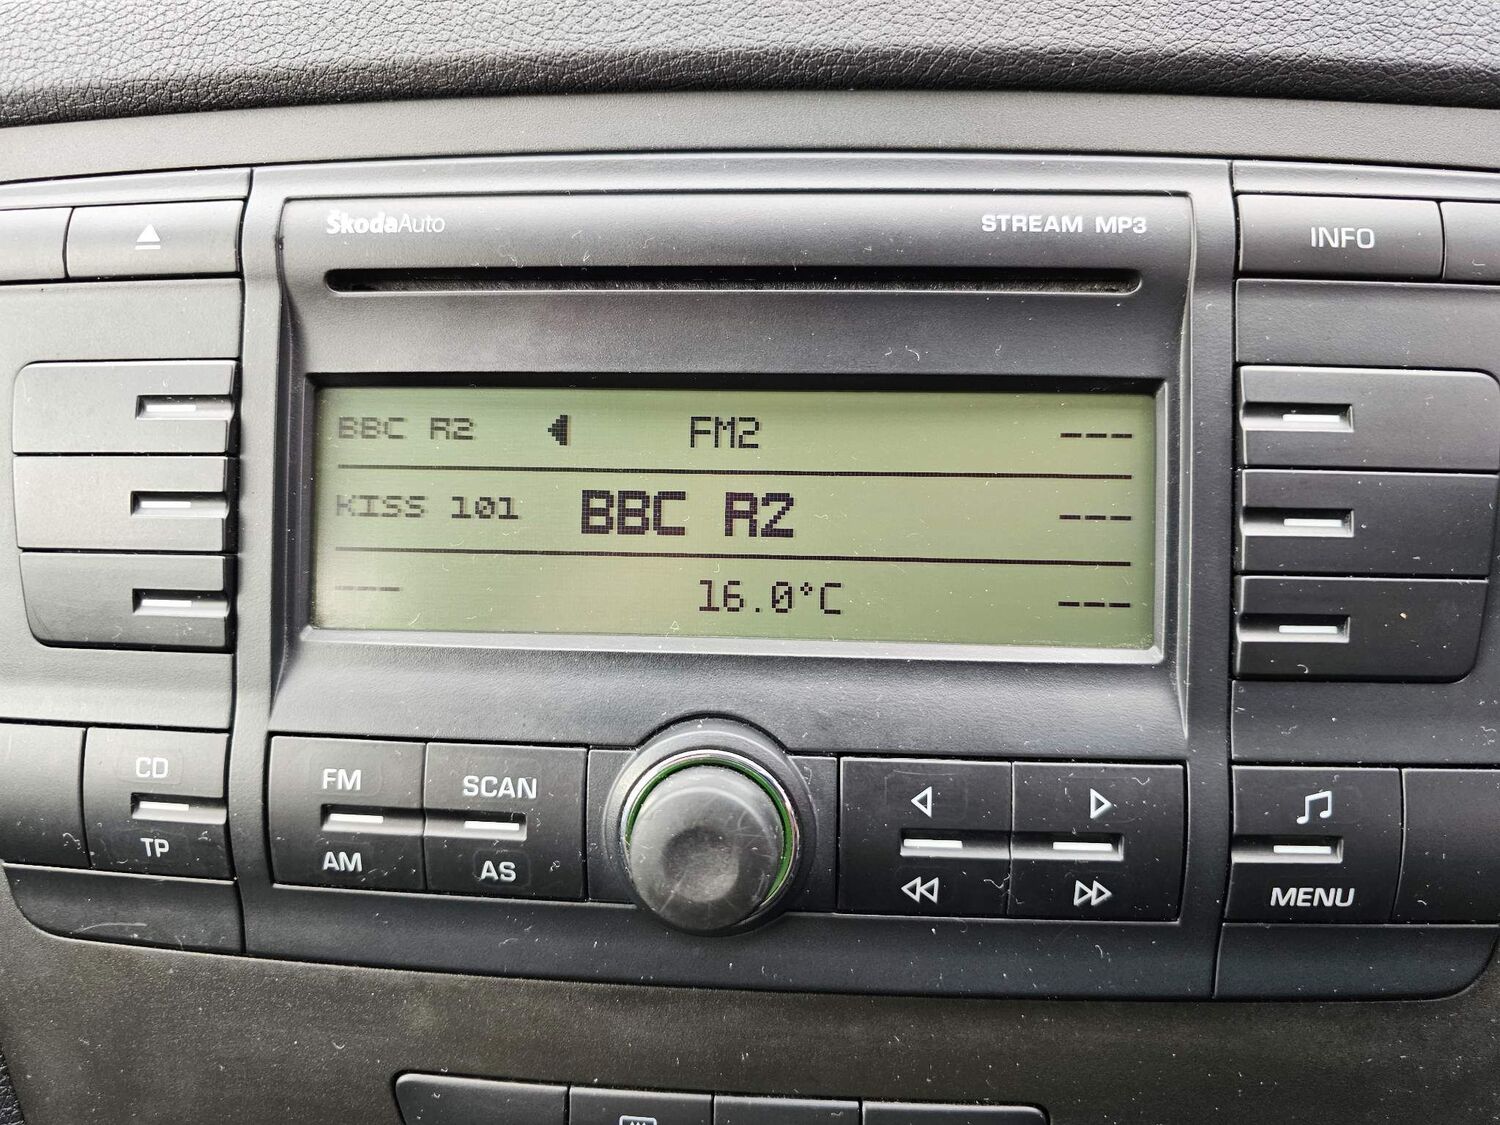 ŠkodaAuto STREAM MP3 INFO
BBC R2 FM2 ---
KISS 101 BBC R2 ---
--- 16.0°C ---
CD FM SCAN
TP AM AS MENU